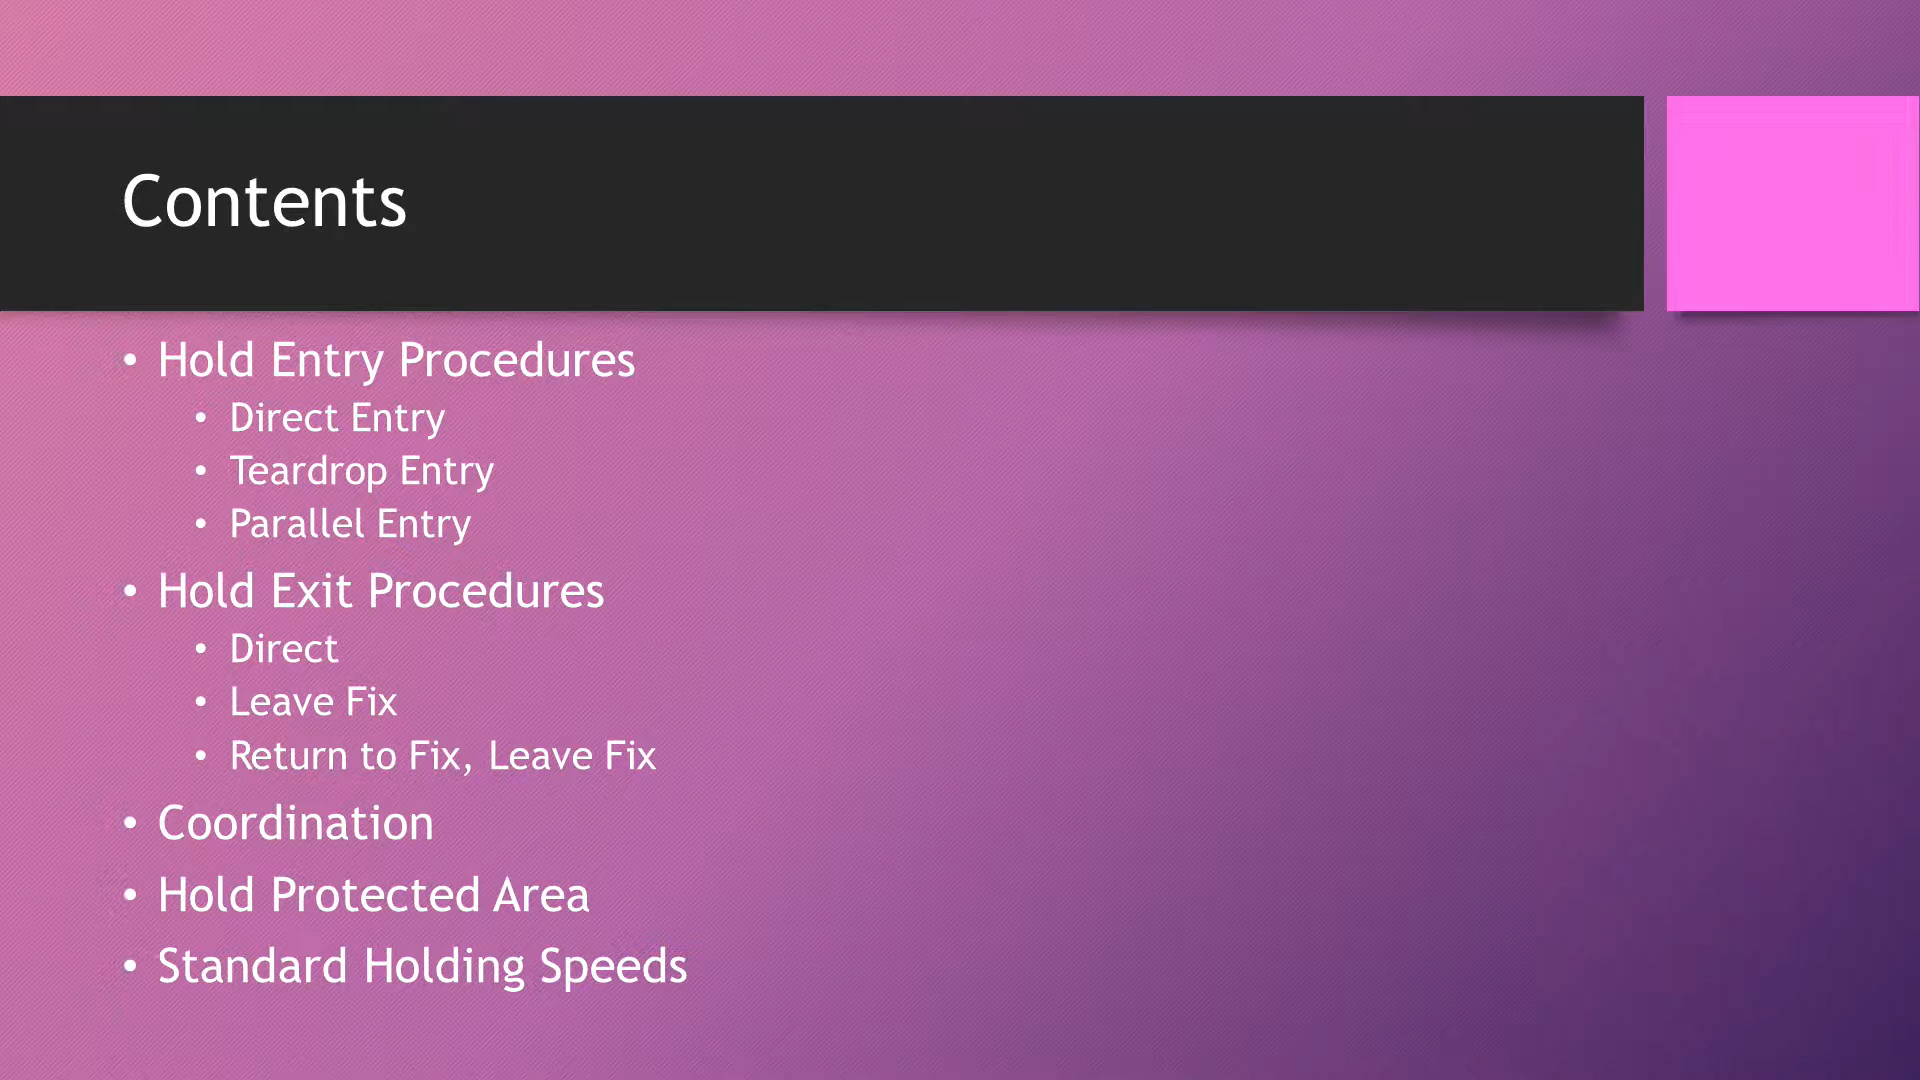 Contents
• Hold Entry Procedures
• Direct Entry
• Teardrop Entry
• Parallel Entry
• Hold Exit Procedures
• Direct
• Leave Fix
• Return to Fix, Leave Fix
• Coordination
• Hold Protected Area
• Standard Holding Speeds